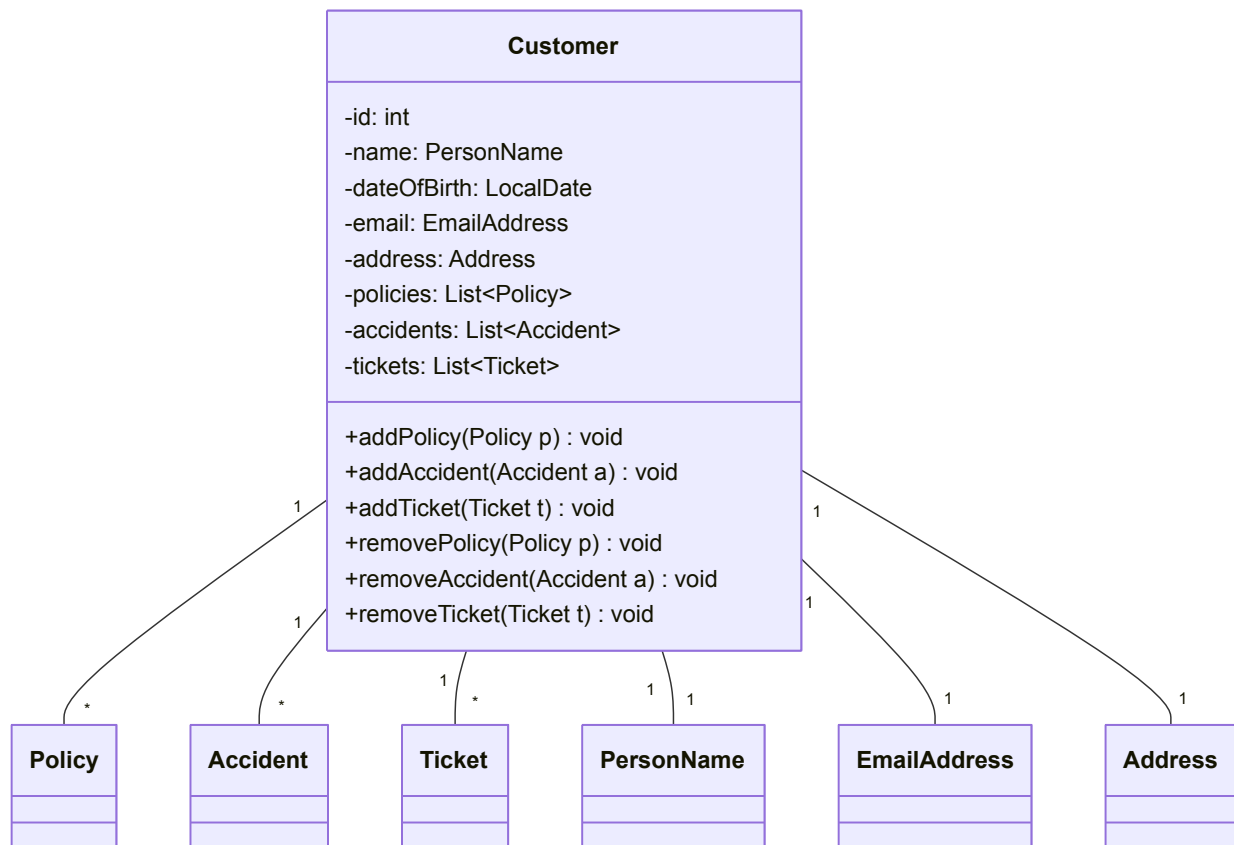 Customer
-id: int
-name: PersonName
-dateOfBirth: LocalDate
-email: EmailAddress
-address: Address
-policies: List<Policy>
-accidents: List<Accident>
-tickets: List<Ticket>
+addPolicy(Policy p) : void
+addAccident(Accident a) : void
+addTicket(Ticket t) : void
+removePolicy(Policy p) : void
+removeAccident(Accident a) : void
+removeTicket(Ticket t) : void
1
1
1
1
1
1
*
*
*
1
1
1
Policy
Accident
Ticket
PersonName
EmailAddress
Address